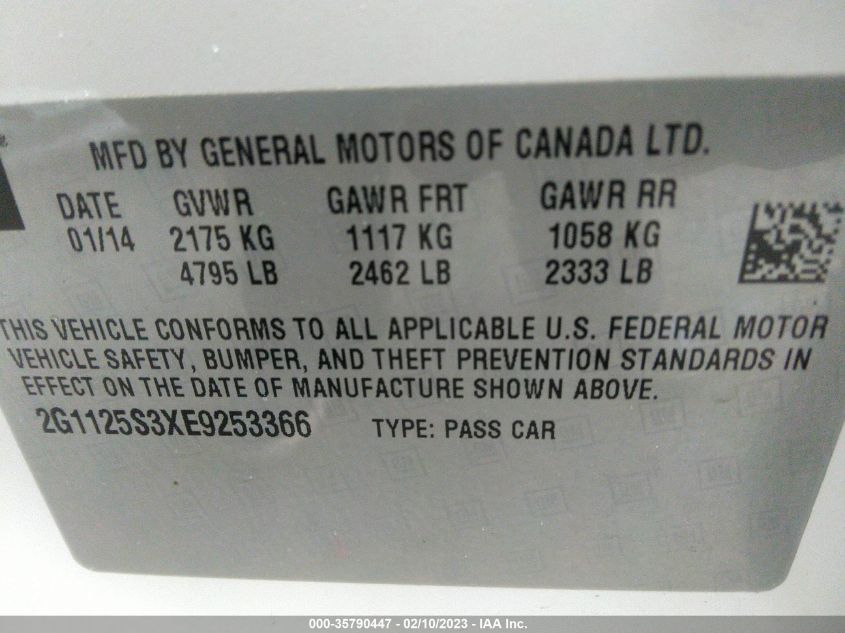 MFD BY GENERAL MOTORS OF CANADA LTD.
DATE GVWR GAWR FRT GAWR RR
01/14 2175 KG 1117 KG 1058 KG
4795 LB 2462 LB 2333 LB
THIS VEHICLE CONFORMS TO ALL APPLICABLE U.S. FEDERAL MOTOR
VEHICLE SAFETY, BUMPER, AND THEFT PREVENTION STANDARDS IN
EFFECT ON THE DATE OF MANUFACTURE SHOWN ABOVE.
2G1125S3XE9253366 TYPE: PASS CAR
000-35790447 - 02/10/2023 - IAA Inc.